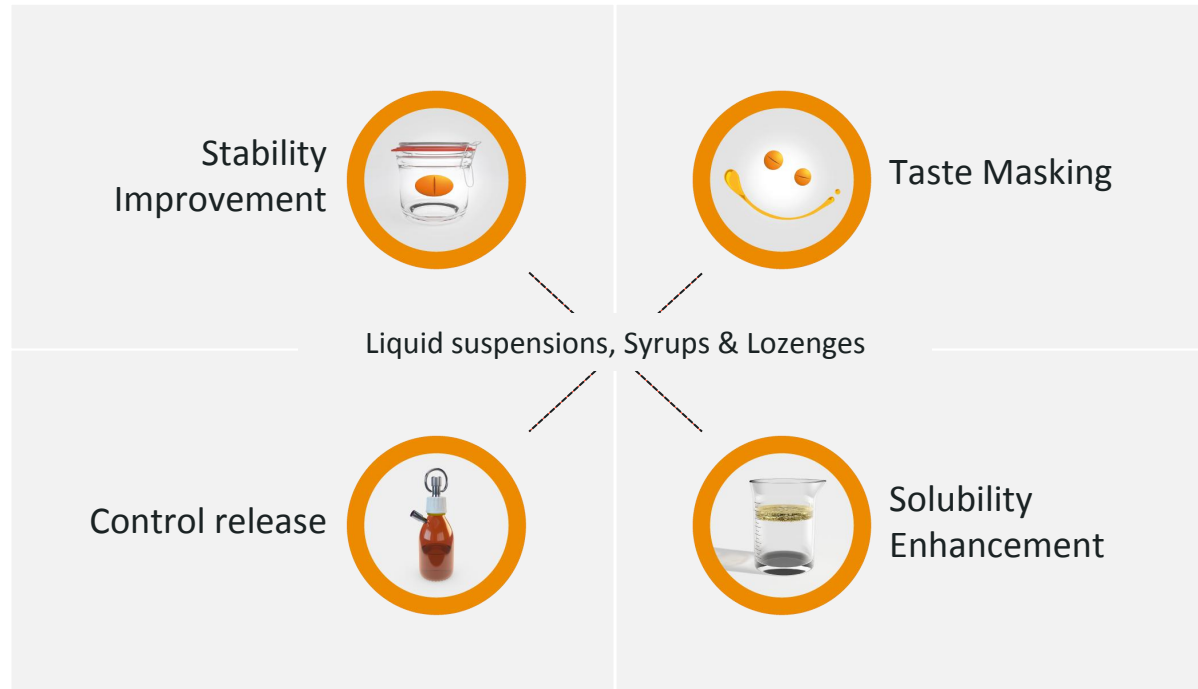 Stability
Improvement
Taste Masking
Liquid suspensions, Syrups & Lozenges
Control release
Solubility
Enhancement